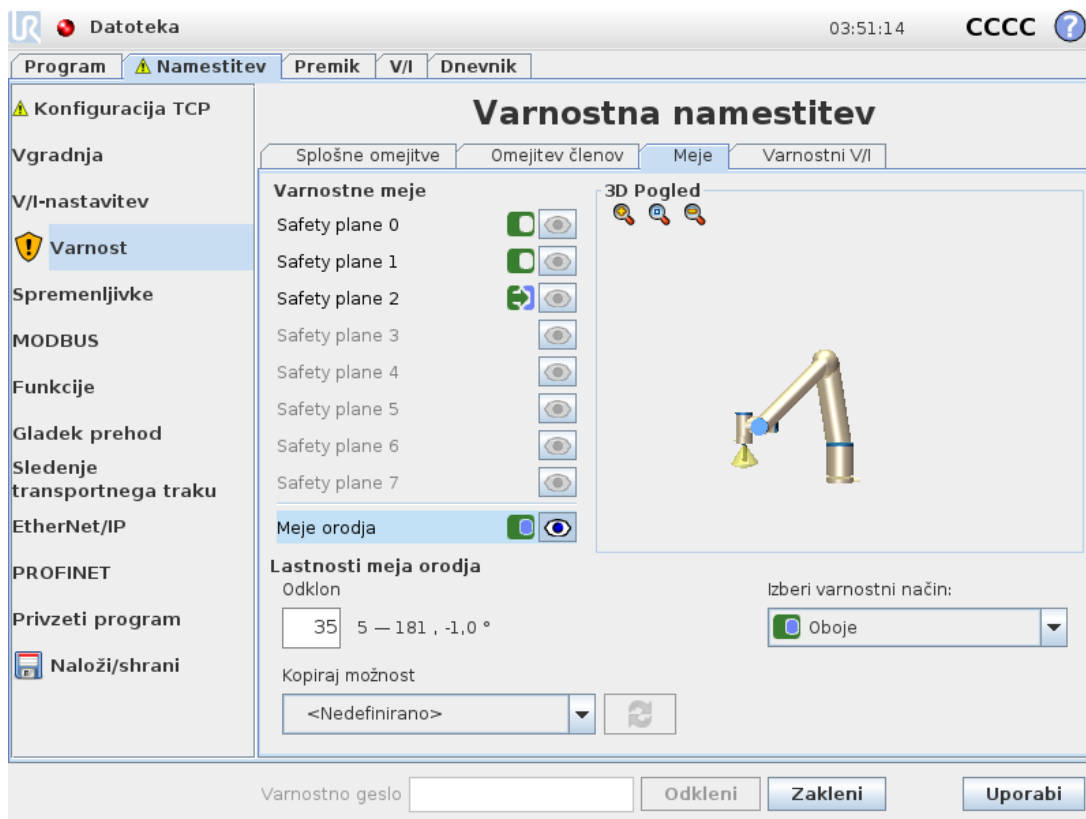 UR Datoteka 03:51:14 CCCC ?
Program Namestitev Premik V/I Dnevnik
Konfiguracija TCP
Vgradnja
V/I-nastavitev
Varnost
Spremenljivke
MODBUS
Funkcije
Gladek prehod
Sledenje
transportnega traku
EtherNet/IP
PROFINET
Privzeti program
Naloži/shrani
Varnostna namestitev
Splošne omejitve Omejitev členov Meje Varnostni V/I
Varnostne meje
Safety plane 0
Safety plane 1
Safety plane 2
Safety plane 3
Safety plane 4
Safety plane 5
Safety plane 6
Safety plane 7
Meje orodja
3D Pogled
Lastnosti meja orodja
Odklon
35 5 — 181 , -1,0 °
Izberi varnostni način:
Oboje
Kopiraj možnost
<Nedefinirano>
Varnostno geslo Odkleni Zakleni Uporabi